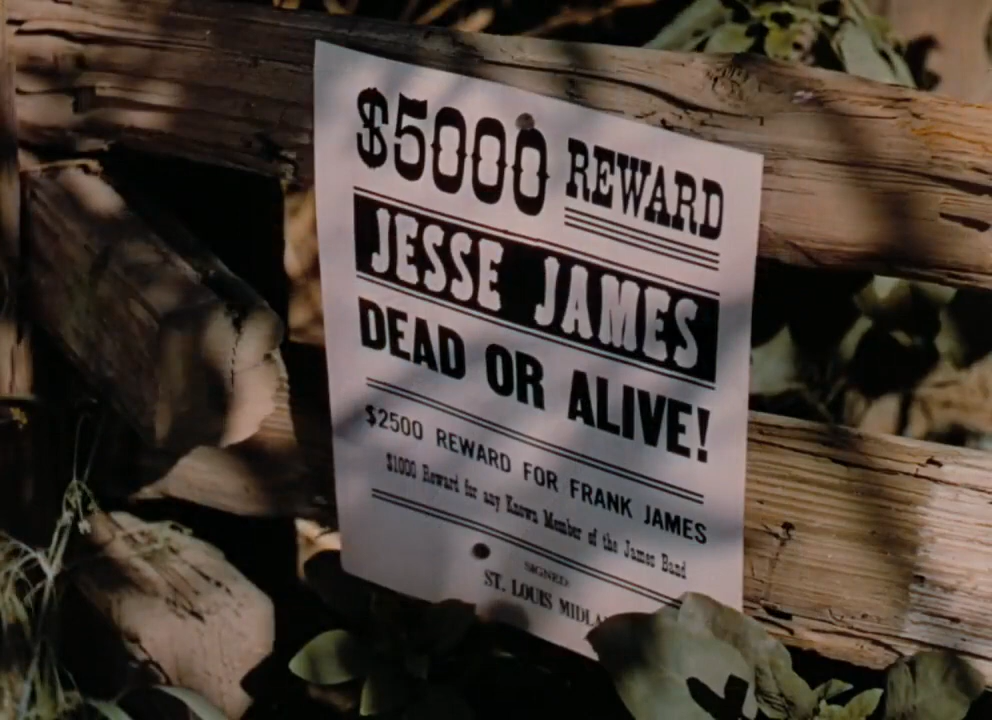 $5000 REWARD
JESSE JAMES
DEAD OR ALIVE!
$2500 REWARD FOR FRANK JAMES
$1000 Reward for any Known Member of the James Band
SIGNED
ST. LOUIS